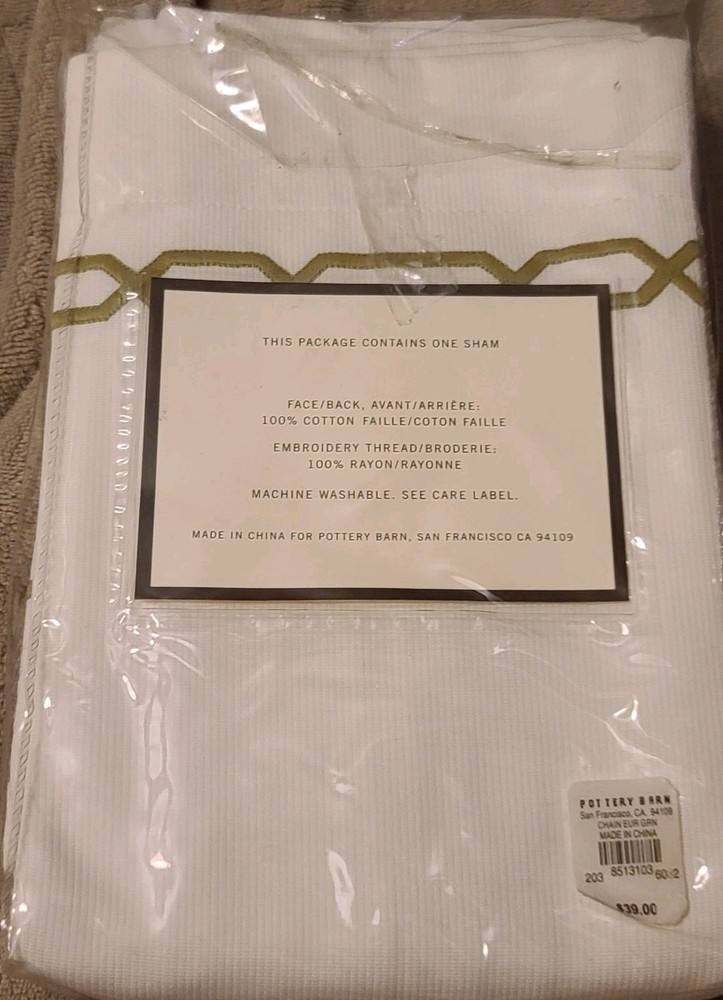 THIS PACKAGE CONTAINS ONE SHAM
FACE/BACK, AVANT/ARRIÈRE:
100% COTTON FAILLE/COTON FAILLE
EMBROIDERY THREAD/BRODERIE:
100% RAYON/RAYONNE
MACHINE WASHABLE. SEE CARE LABEL.
MADE IN CHINA FOR POTTERY BARN, SAN FRANCISCO CA 94109
POTTERY BARN
San Francisco, CA. 94109
CHAIN EUR GRN
MADE IN CHINA
203 8513103
$39.00